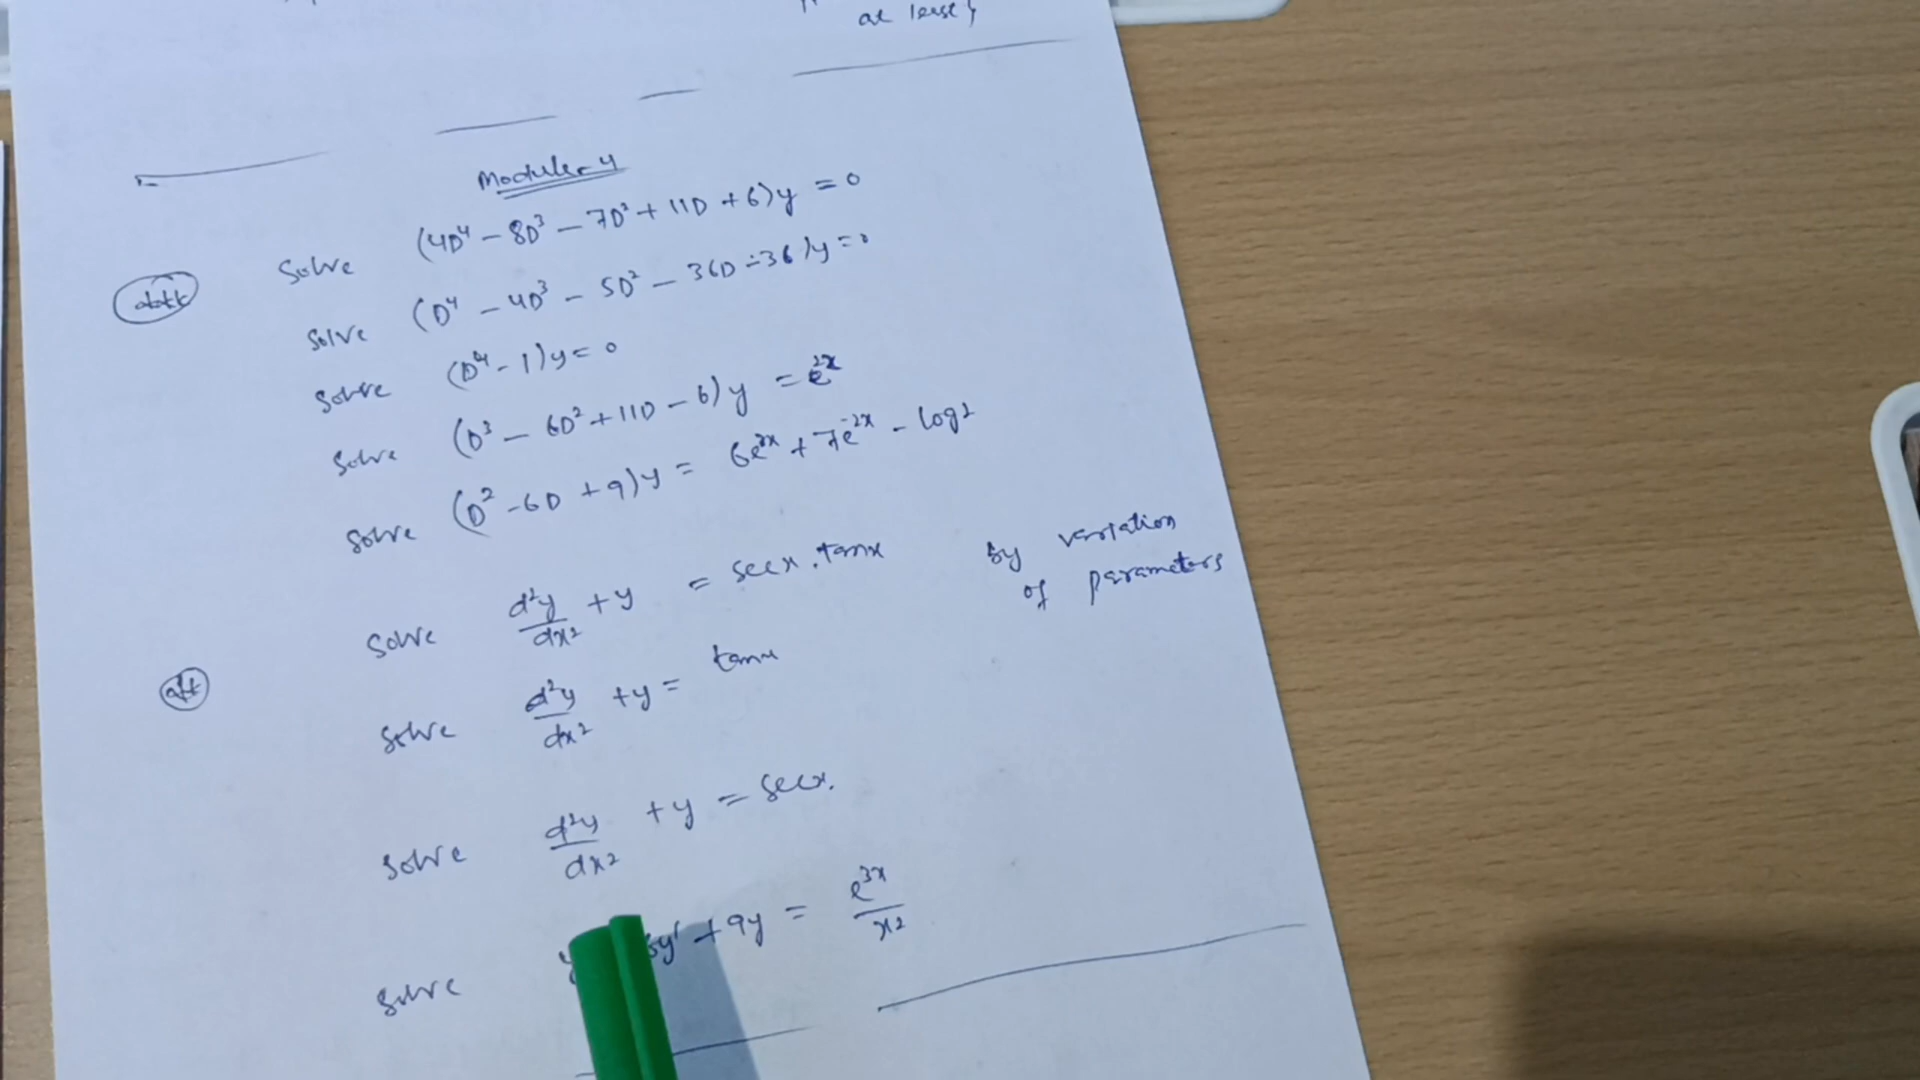 at least }
Module-4
Solve (4D⁴ - 8D³ - 7D² + 11D + 6)y = 0
Solve (D⁴ - 4D³ - 5D² - 36D - 36)y = 0
Solve (D⁴ - 1)y = 0
Solve (D³ - 6D² + 11D - 6)y = e²ˣ
Solve (D² - 6D + 9)y = 6e³ˣ + 7e⁻²ˣ - log2
Solve d²y/dx² + y = secx.tanx by variation of parameters
Solve d²y/dx² + y = tanx
Solve d²y/dx² + y = secx.
Solve y' + 9y = e³ˣ/x²